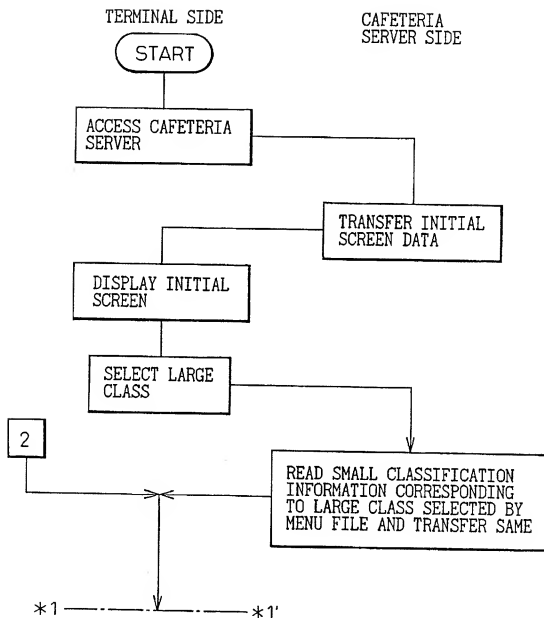 TERMINAL SIDE
CAFETERIA
SERVER SIDE
START
ACCESS CAFETERIA
SERVER
TRANSFER INITIAL
SCREEN DATA
DISPLAY INITIAL
SCREEN
SELECT LARGE
CLASS
2
READ SMALL CLASSIFICATION
INFORMATION CORRESPONDING
TO LARGE CLASS SELECTED BY
MENU FILE AND TRANSFER SAME
*1
*1'